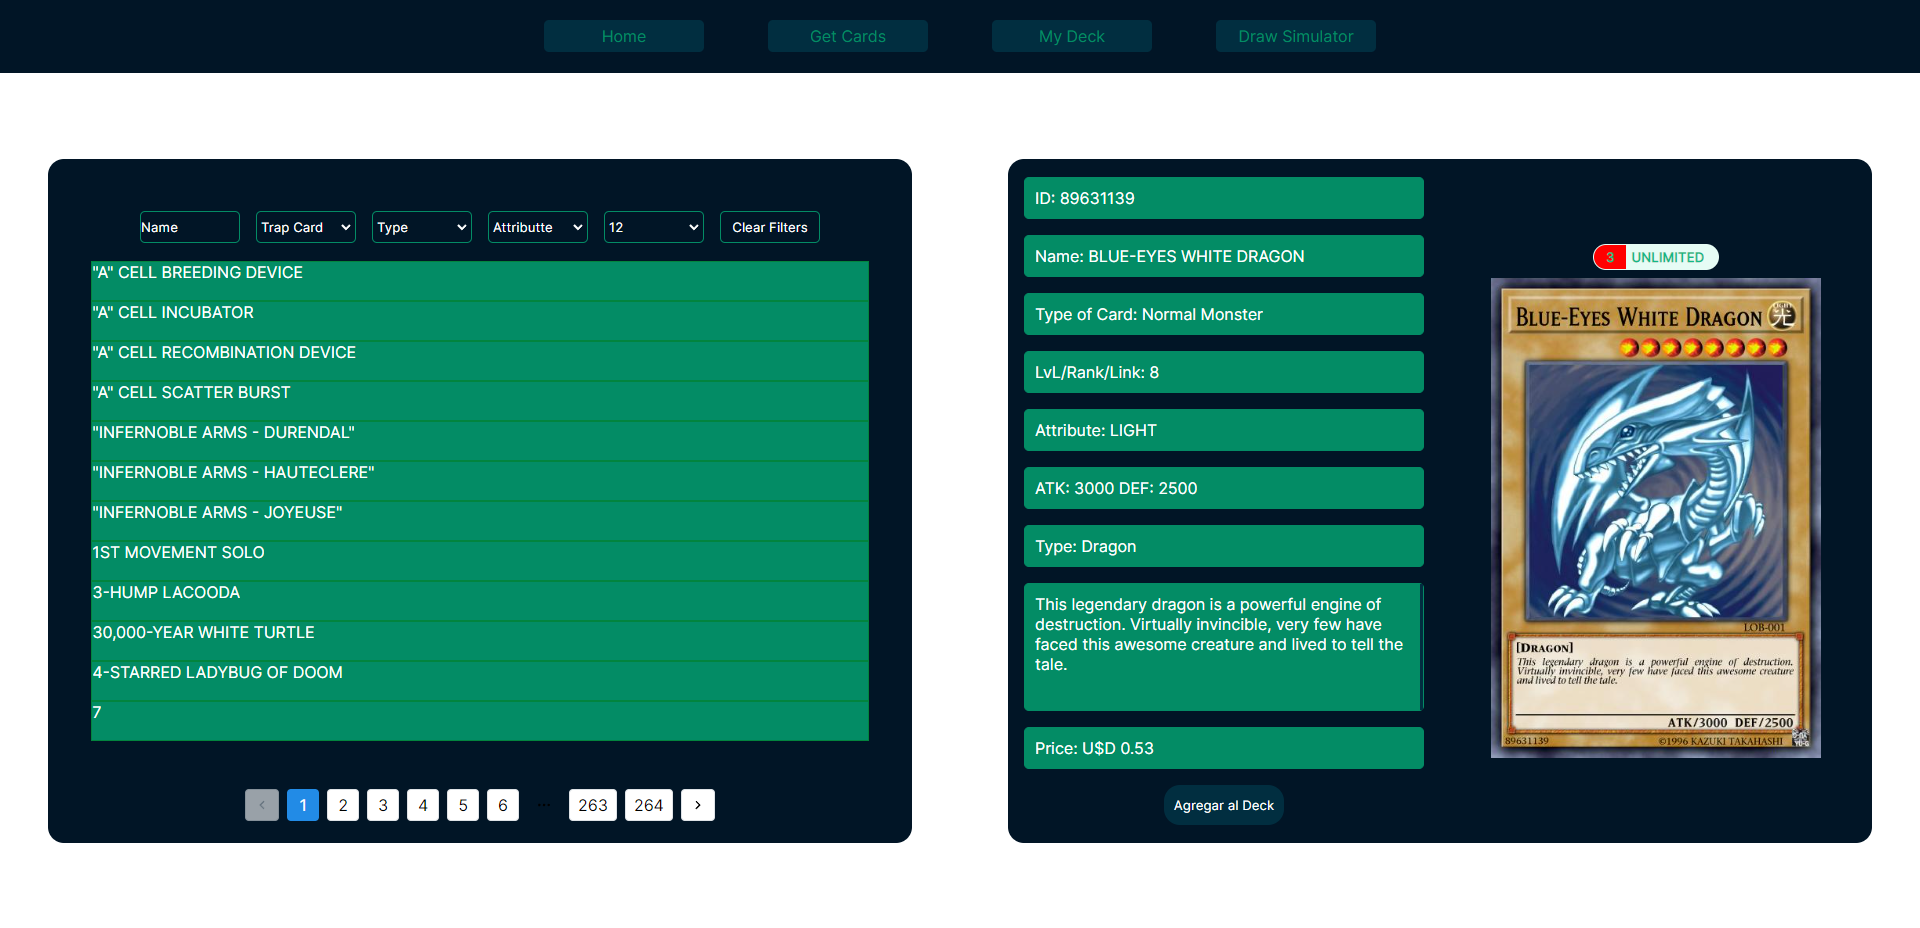 Home
Get Cards
My Deck
Draw Simulator
Name
Trap Card
Type
Attributte
12
Clear Filters
"A" CELL BREEDING DEVICE
"A" CELL INCUBATOR
"A" CELL RECOMBINATION DEVICE
"A" CELL SCATTER BURST
"INFERNOBLE ARMS - DURENDAL"
"INFERNOBLE ARMS - HAUTECLERE"
"INFERNOBLE ARMS - JOYEUSE"
1ST MOVEMENT SOLO
3-HUMP LACOODA
30,000-YEAR WHITE TURTLE
4-STARRED LADYBUG OF DOOM
7
1
2
3
4
5
6
...
263
264
ID: 89631139
Name: BLUE-EYES WHITE DRAGON
Type of Card: Normal Monster
LvL/Rank/Link: 8
Attribute: LIGHT
ATK: 3000 DEF: 2500
Type: Dragon
This legendary dragon is a powerful engine of
destruction. Virtually invincible, very few have
faced this awesome creature and lived to tell the
tale.
Price: U$D 0.53
Agregar al Deck
3 UNLIMITED
BLUE-EYES WHITE DRAGON
LIGHT
光
LOB-001
[DRAGON]
This legendary dragon is a powerful engine of destruction.
Virtually invincible, very few have faced this awesome creature
and lived to tell the tale.
ATK/3000 DEF/2500
89631139
©1996 KAZUKI TAKAHASHI